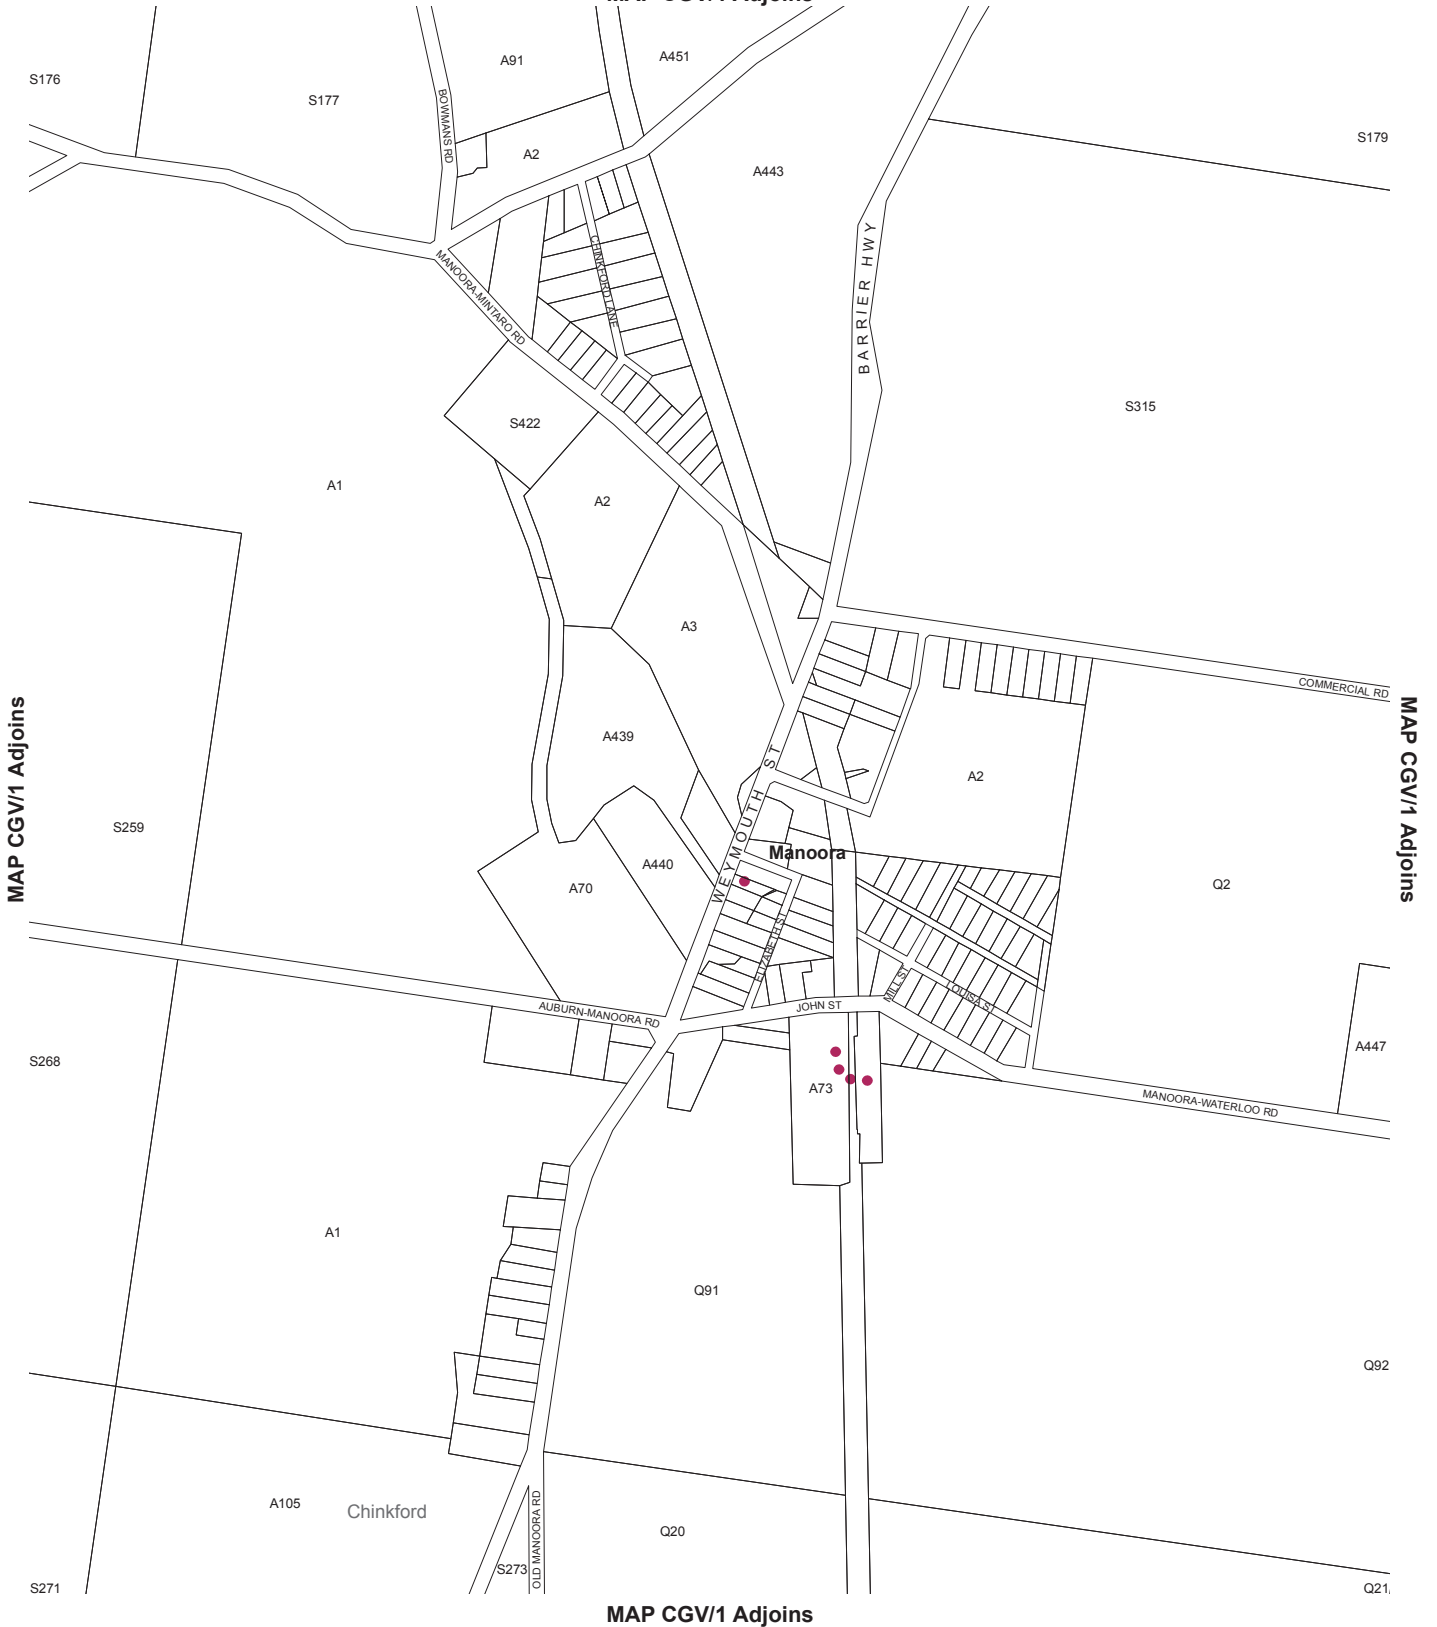 MAP CGV/1 Adjoins
A91
A451
S176
S177
BOWMANS RD
A2
A443
S179
CHINKFORD LANE
BARRIER HWY
MANOORA-MINTARO RD
S422
S315
A1
A2
A3
COMMERCIAL RD
MAP CGV/1 Adjoins
MAP CGV/1 Adjoins
A439
WEYMOUTH ST
A2
S259
Manoora
A440
A70
Q2
ELIZABETH ST
MILL ST
LOUISA ST
AUBURN-MANOORA RD
JOHN ST
A447
S268
A73
MANOORA-WATERLOO RD
A1
Q91
Q92
A105
Chinkford
Q20
OLD MANOORA RD
S273
S271
Q21
MAP CGV/1 Adjoins